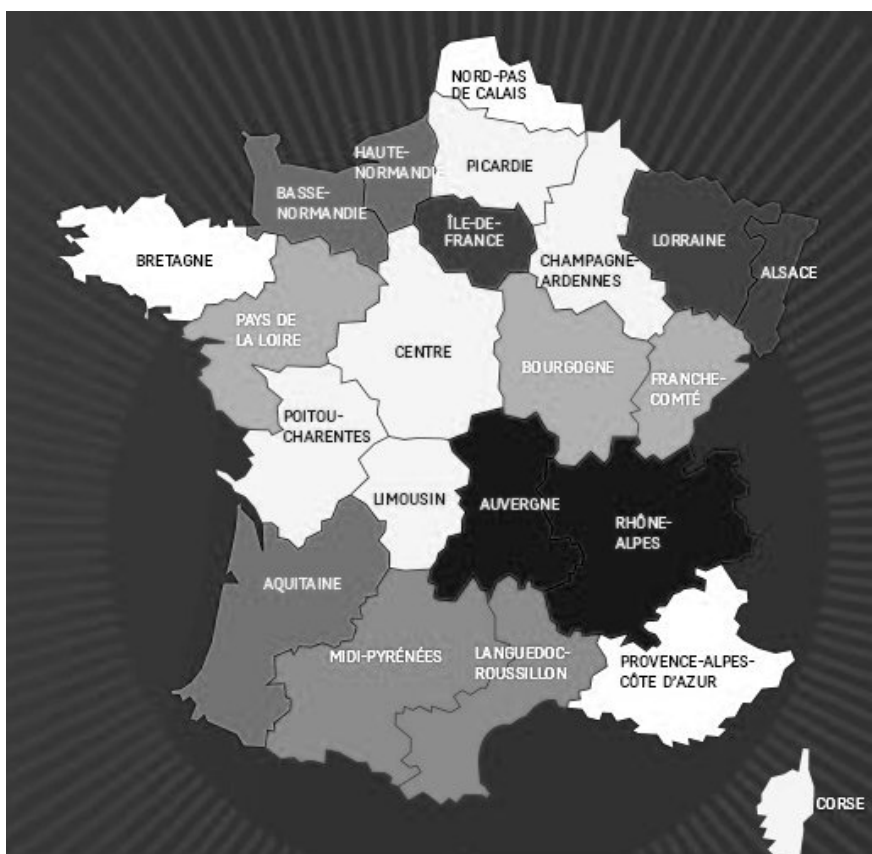 NORD-PAS
DE CALAIS
HAUTE-
NORMANDIE
PICARDIE
BASSE-
NORMANDIE
ÎLE-DE-
FRANCE
LORRAINE
BRETAGNE
CHAMPAGNE-
ARDENNES
ALSACE
PAYS DE
LA LOIRE
CENTRE
BOURGOGNE
FRANCHE-
COMTÉ
POITOU-
CHARENTES
LIMOUSIN
AUVERGNE
RHÔNE-
ALPES
AQUITAINE
MIDI-PYRÉNÉES
LANGUEDOC-
ROUSSILLON
PROVENCE-ALPES-
CÔTE D'AZUR
CORSE